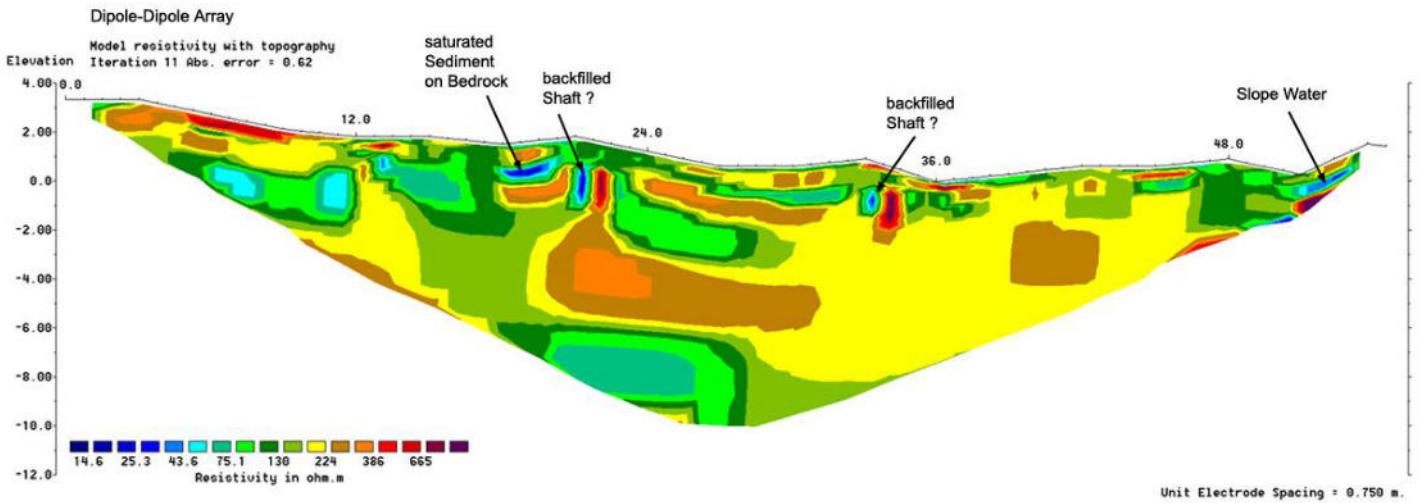 Dipole-Dipole Array
Model resistivity with topography
Elevation Iteration 11 Abs. error = 0.62
saturated
Sediment
on Bedrock
backfilled
Shaft ?
backfilled
Shaft ?
Slope Water
4.00 0.0
2.00
0.0
-2.00
-4.00
-6.00
-8.00
-10.0
-12.0
12.0
24.0
36.0
48.0
14.6 25.3 43.6 75.1 130 224 386 665
Resistivity in ohm.m
Unit Electrode Spacing = 0.750 m.